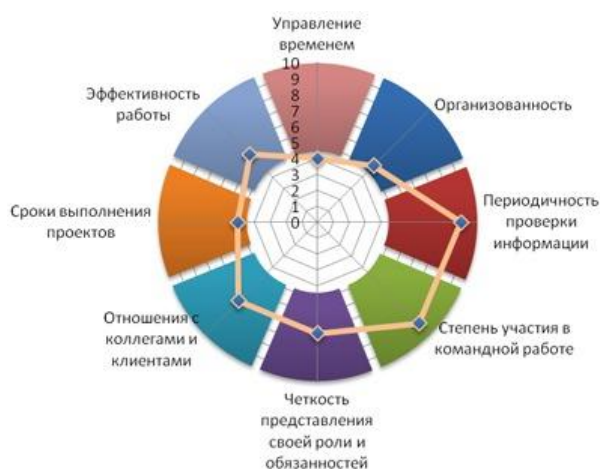 Управление
временем
Организованность
Периодичность
проверки
информации
Степень участия в
командной работе
Четкость
представления
своей роли и
обязанностей
Отношения с
коллегами и
клиентами
Сроки выполнения
проектов
Эффективность
работы
10
9
8
7
6
5
4
3
2
1
0